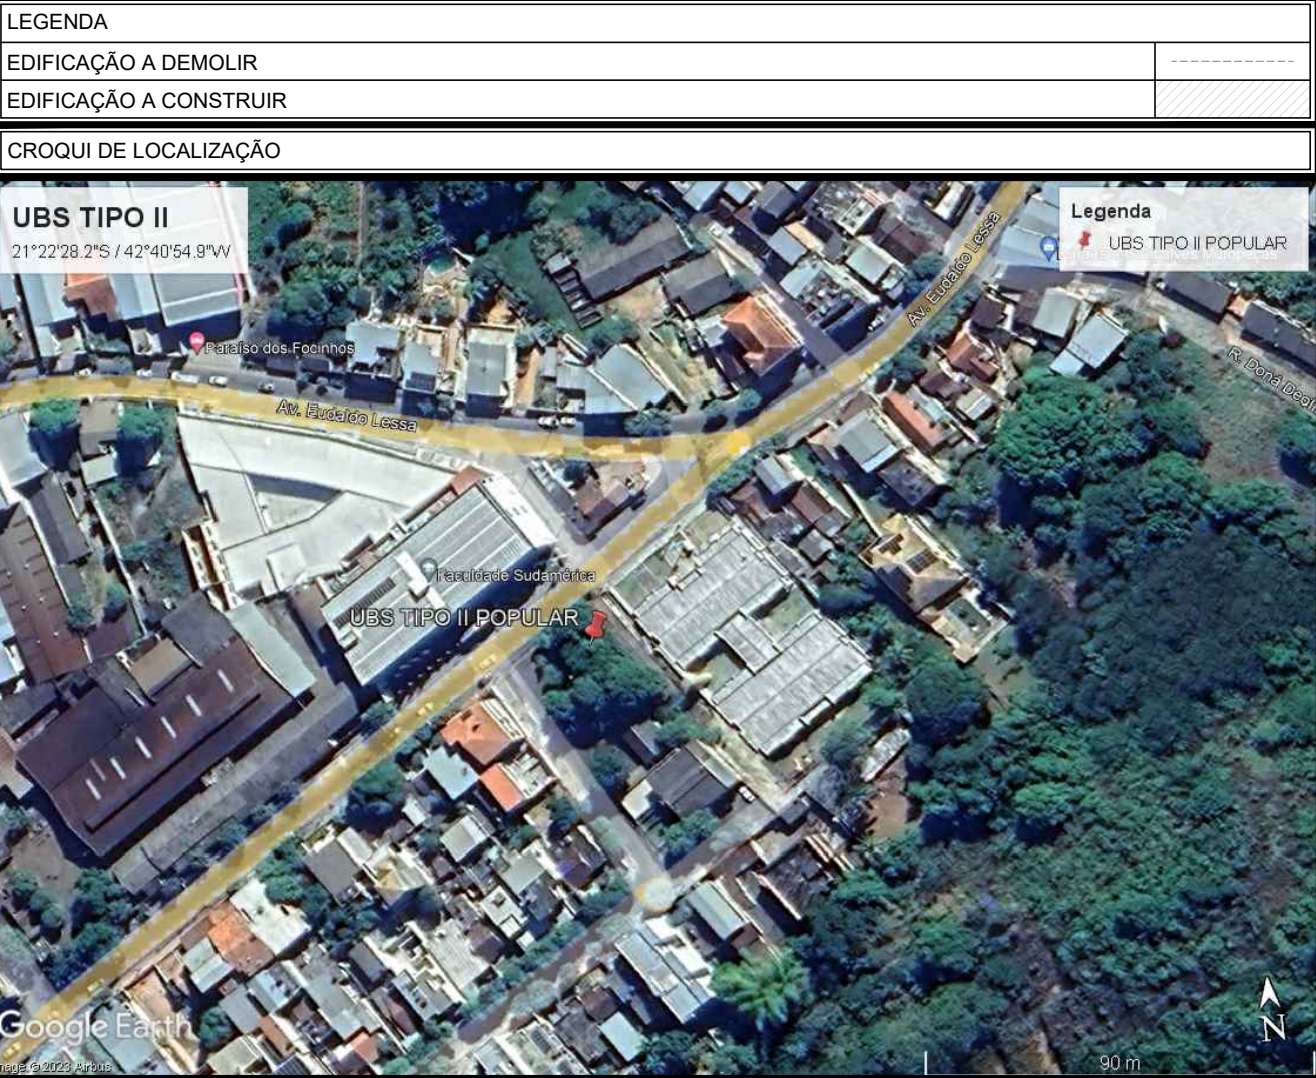 LEGENDA
EDIFICAÇÃO A DEMOLIR
EDIFICAÇÃO A CONSTRUIR
CROQUI DE LOCALIZAÇÃO
UBS TIPO II
21°22'28.2"S / 42°40'54.9"W
Legenda
UBS TIPO II POPULAR
Av. Eudaldo Lessa
Paraíso dos Focinhos
R. Dona
Av. Eudaldo Lessa
Faculdade Sudamérica
UBS TIPO II POPULAR
Google Earth
© 2023 Airbus
N
90 m